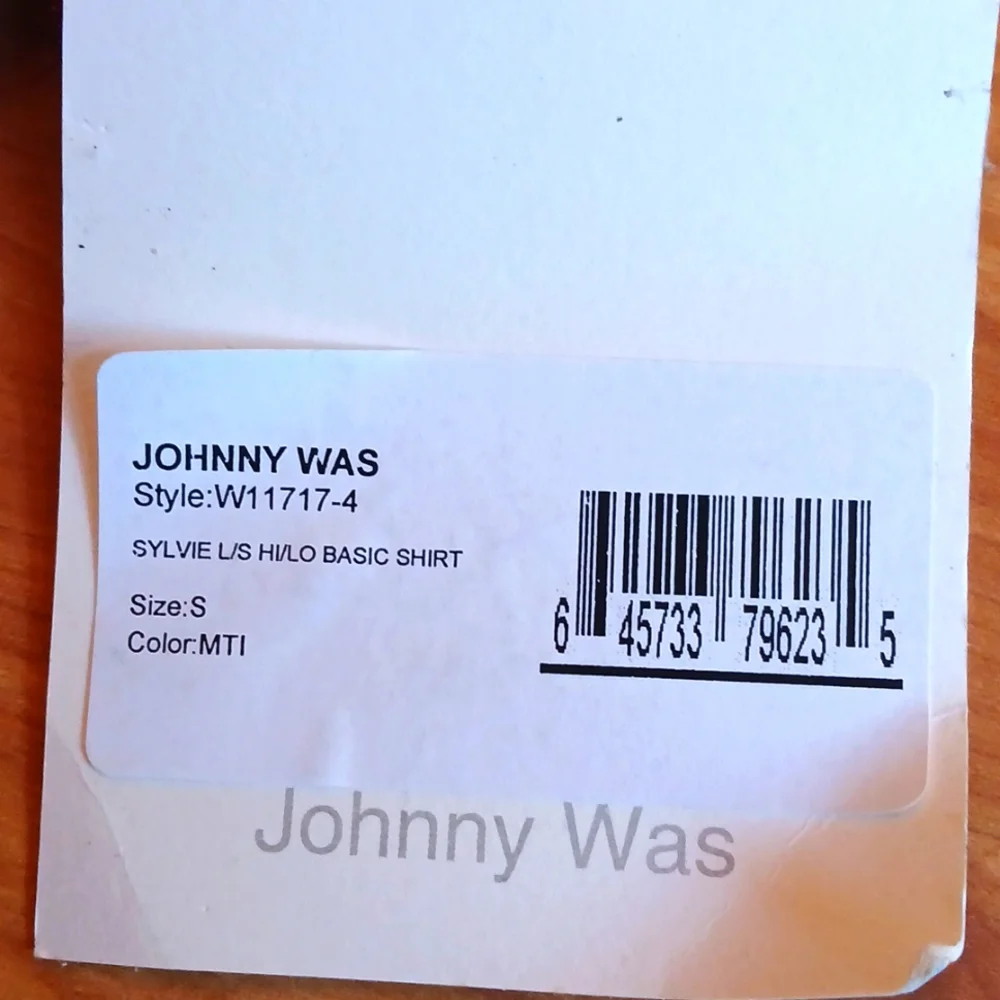 JOHNNY WAS
Style:W11717-4
SYLVIE L/S HI/LO BASIC SHIRT
Size:S
Color:MTI
6 45733 79623 5
Johnny Was